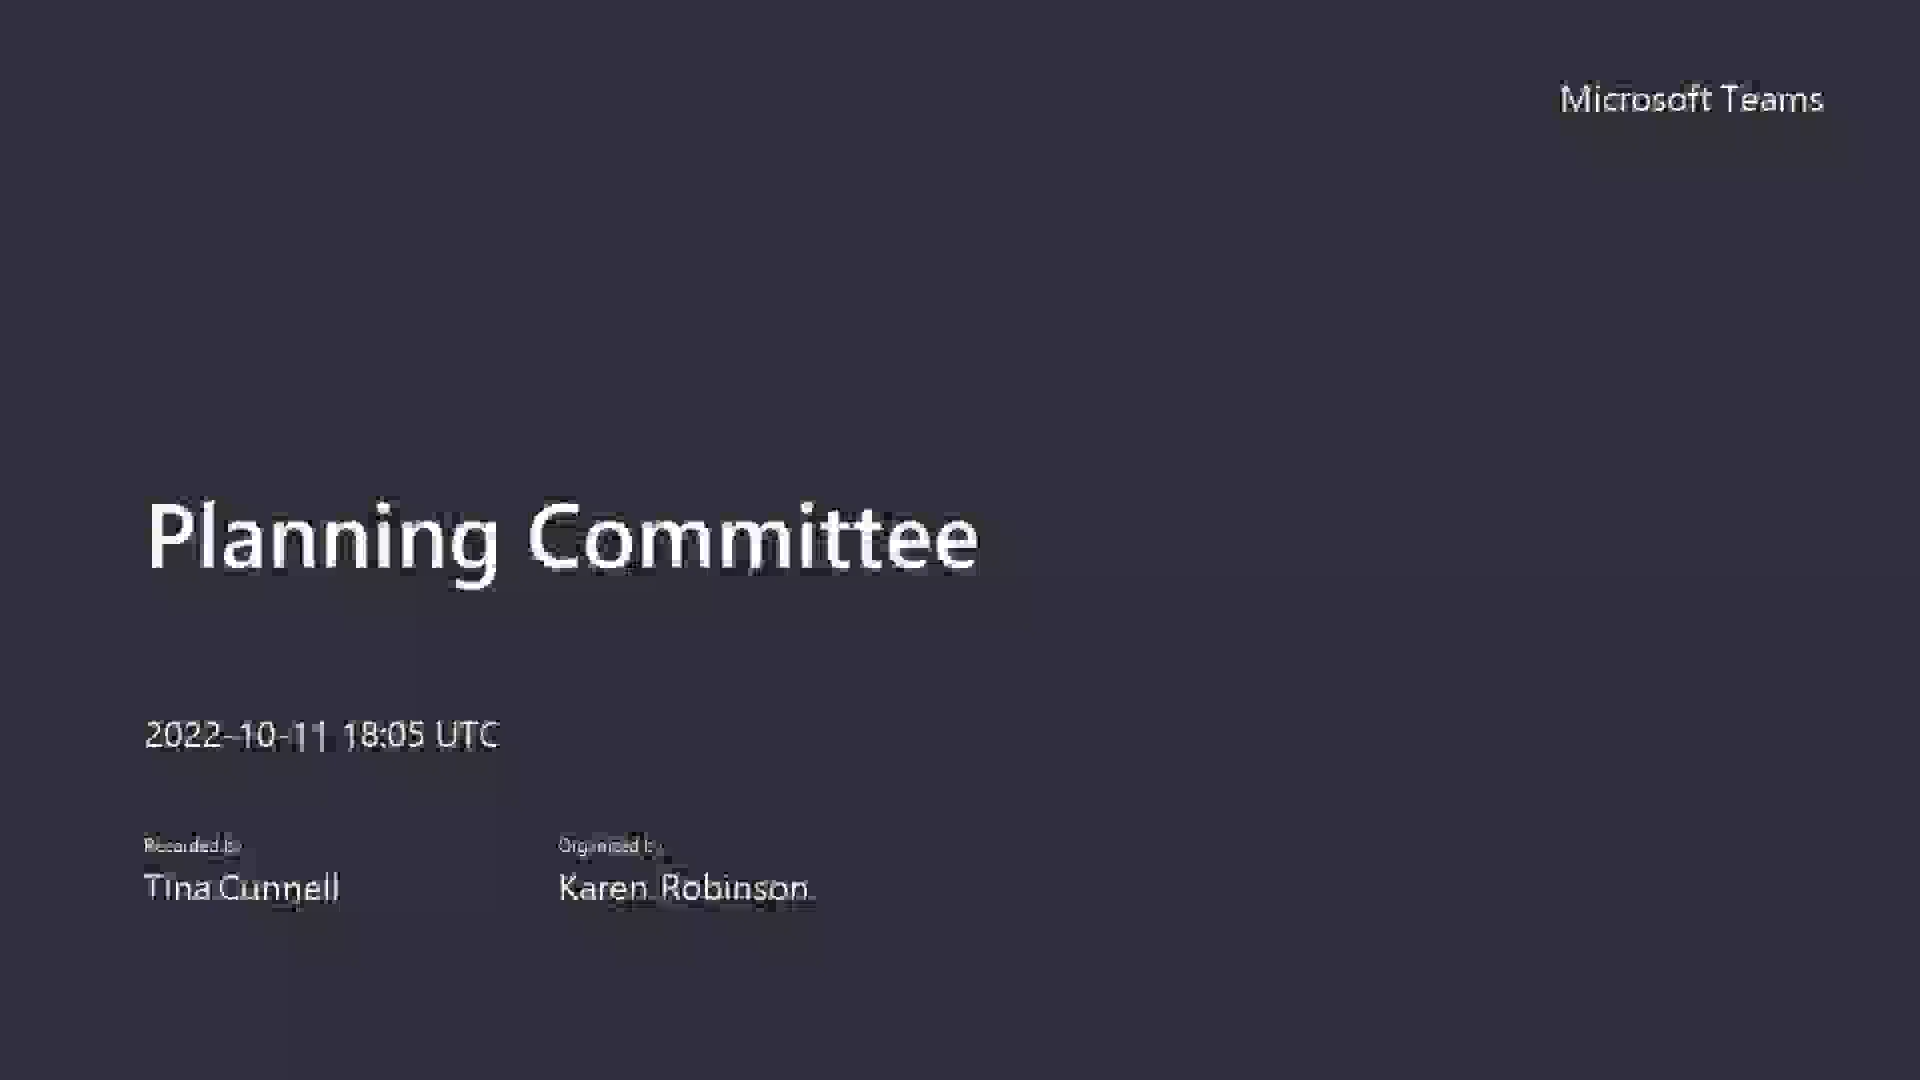 Microsoft Teams
Planning Committee
2022-10-11 18:05 UTC
Recorded by
Organized by
Tina Cunnell
Karen Robinson